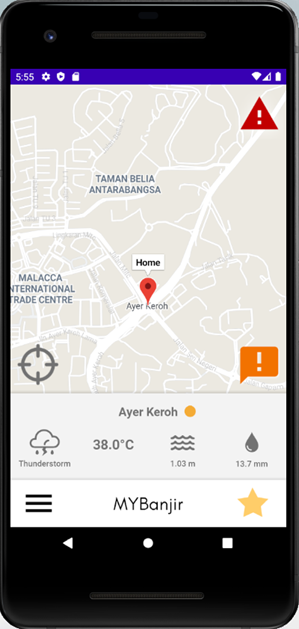 5:55
TAMAN BELIA
ANTARABANGSA
Home
MALACCA
INTERNATIONAL
TRADE CENTRE
Ayer Keroh
Ayer Keroh
38.0°C
Thunderstorm
1.03 m
13.7 mm
MYBanjir